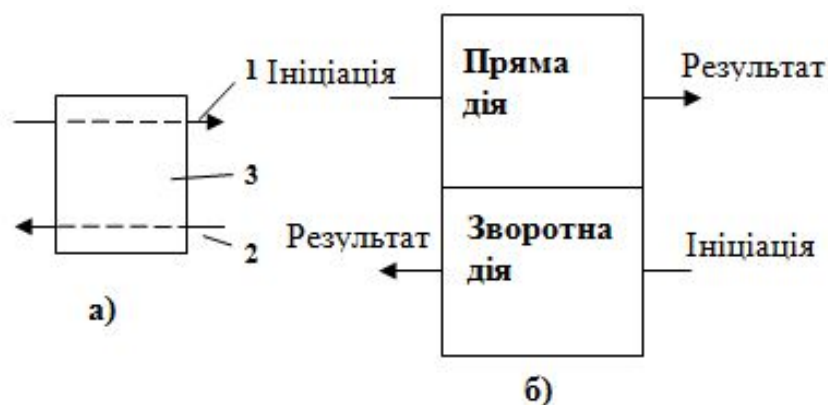 1 Ініціація
3
2
а)
Пряма
дія
Результат
Результат
Зворотна
дія
Ініціація
б)